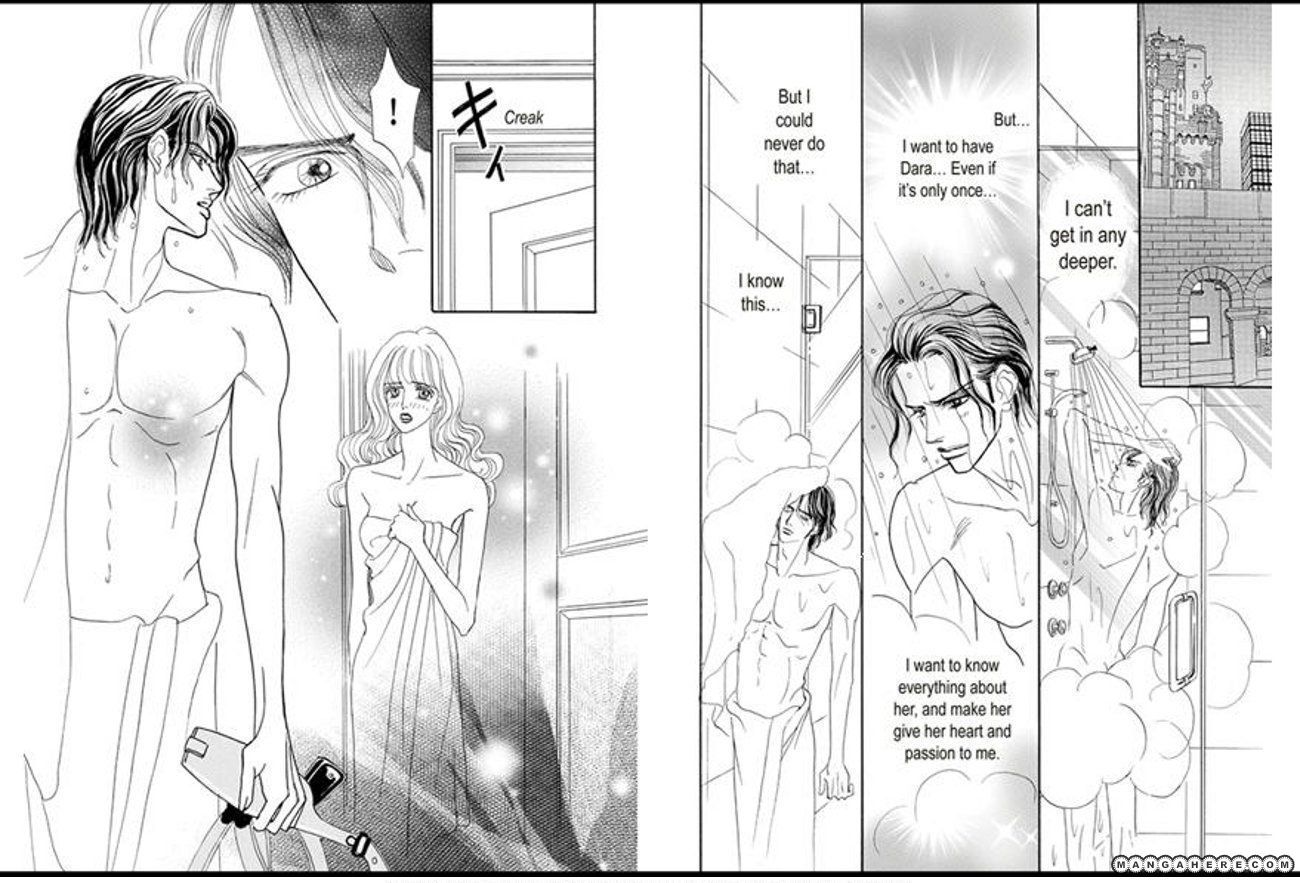 I can't
get in any
deeper.
But...
I want to have
Dara... Even if
it's only once...
I want to know
everything about
her, and make her
give her heart and
passion to me.
But I
could
never do
that...
I know
this...
キイ
Creak
!
MANGAHERE.COM